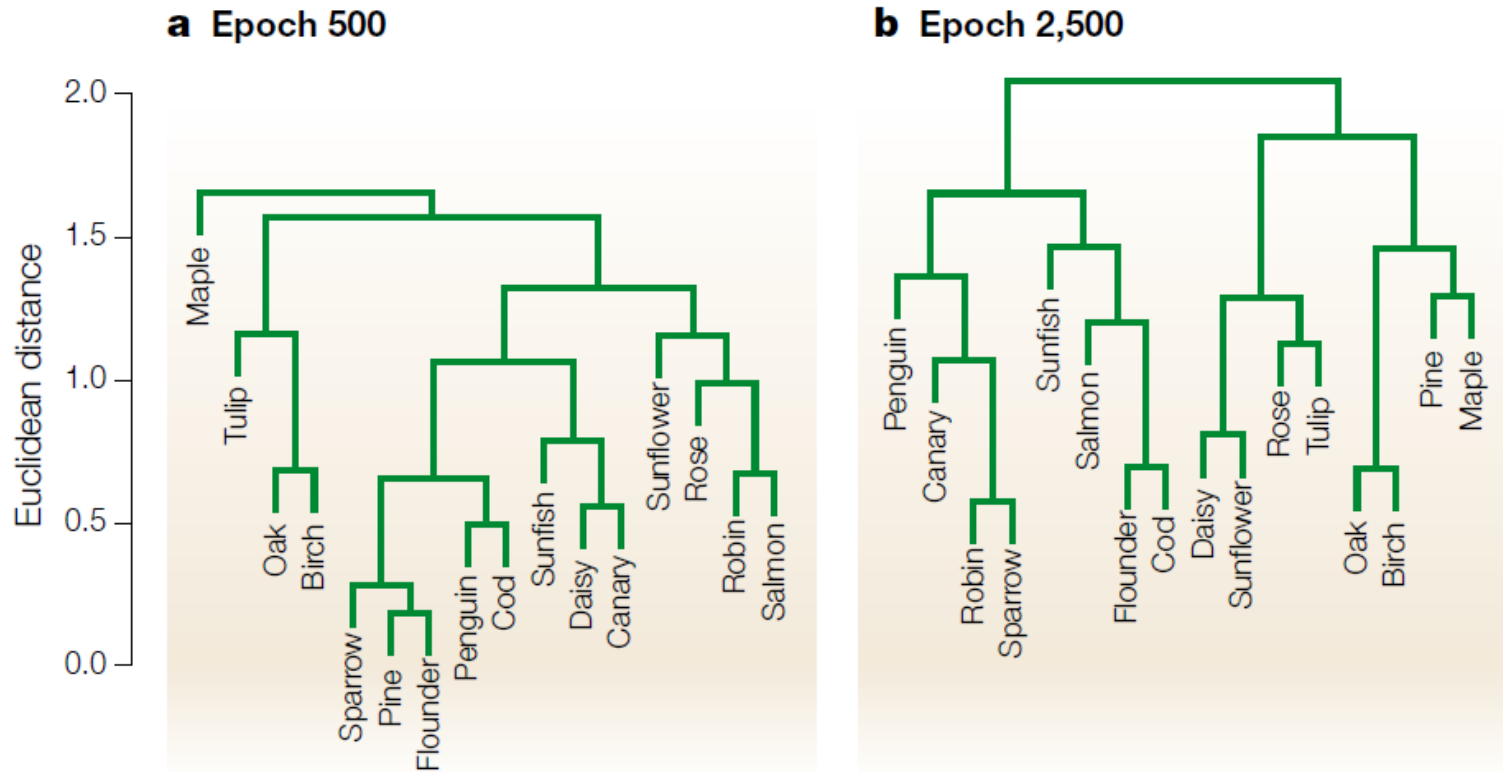 a Epoch 500
b Epoch 2,500
Euclidean distance
2.0
1.5
1.0
0.5
0.0
Maple
Tulip
Oak
Birch
Sparrow
Pine
Flounder
Penguin
Cod
Sunfish
Daisy
Canary
Sunflower
Rose
Robin
Salmon
Penguin
Canary
Robin
Sparrow
Sunfish
Salmon
Flounder
Cod
Daisy
Sunflower
Rose
Tulip
Oak
Birch
Pine
Maple